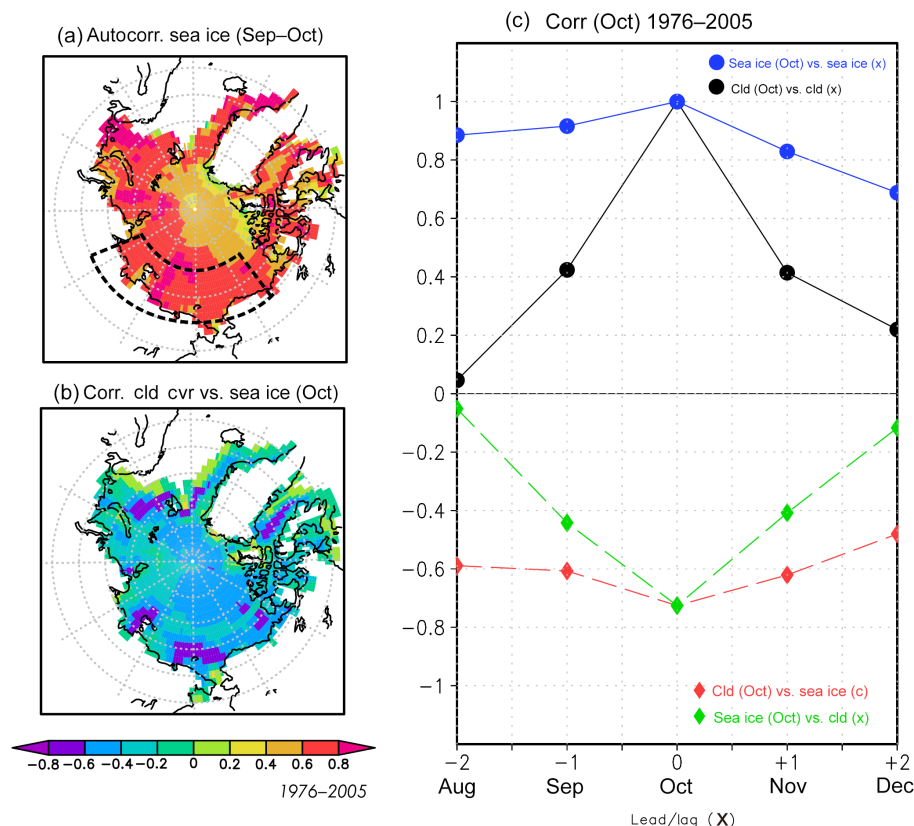 (a) Autocorr. sea ice (Sep–Oct)
(b) Corr. cld cvr vs. sea ice (Oct)
−0.8 −0.6 −0.4 −0.2 0 0.2 0.4 0.6 0.8
1976–2005
(c) Corr (Oct) 1976–2005
Sea ice (Oct) vs. sea ice (x)
Cld (Oct) vs. cld (x)
1
0.8
0.6
0.4
0.2
0
−0.2
−0.4
−0.6
−0.8
−1
Cld (Oct) vs. sea ice (c)
Sea ice (Oct) vs. cld (x)
−2 −1 0 +1 +2
Aug Sep Oct Nov Dec
Lead/lag (X)